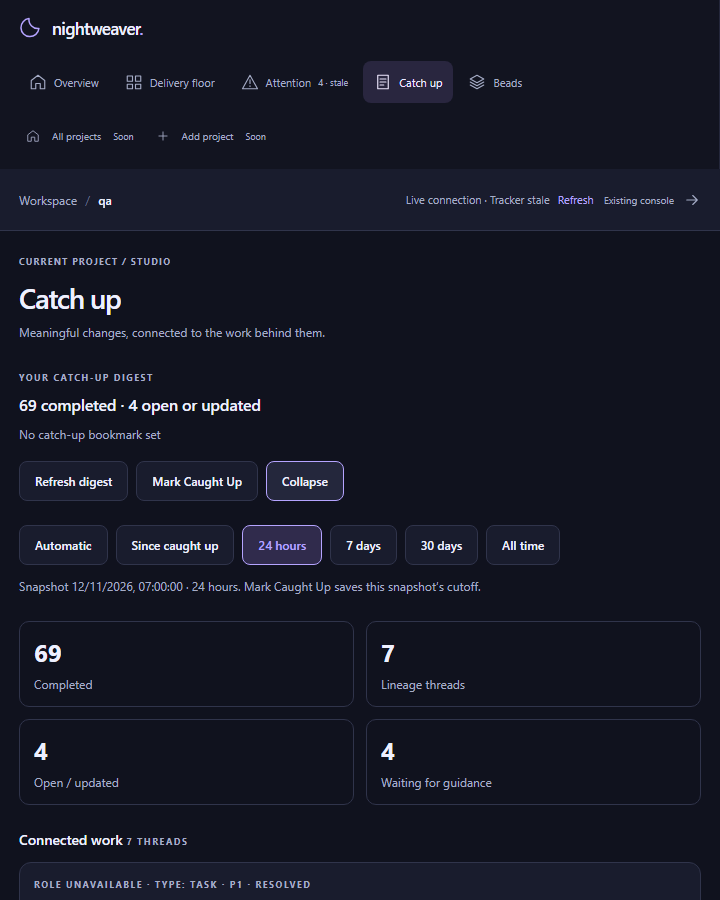 nightweaver.
Overview Delivery floor Attention 4 · stale Catch up Beads
All projects Soon Add project Soon
Workspace / qa Live connection · Tracker stale Refresh Existing console
CURRENT PROJECT / STUDIO
Catch up
Meaningful changes, connected to the work behind them.
YOUR CATCH-UP DIGEST
69 completed · 4 open or updated
No catch-up bookmark set
Refresh digest Mark Caught Up Collapse
Automatic Since caught up 24 hours 7 days 30 days All time
Snapshot 12/11/2026, 07:00:00 · 24 hours. Mark Caught Up saves this snapshot's cutoff.
69 7
Completed Lineage threads
4 4
Open / updated Waiting for guidance
Connected work 7 THREADS
ROLE UNAVAILABLE · TYPE: TASK · P1 · RESOLVED